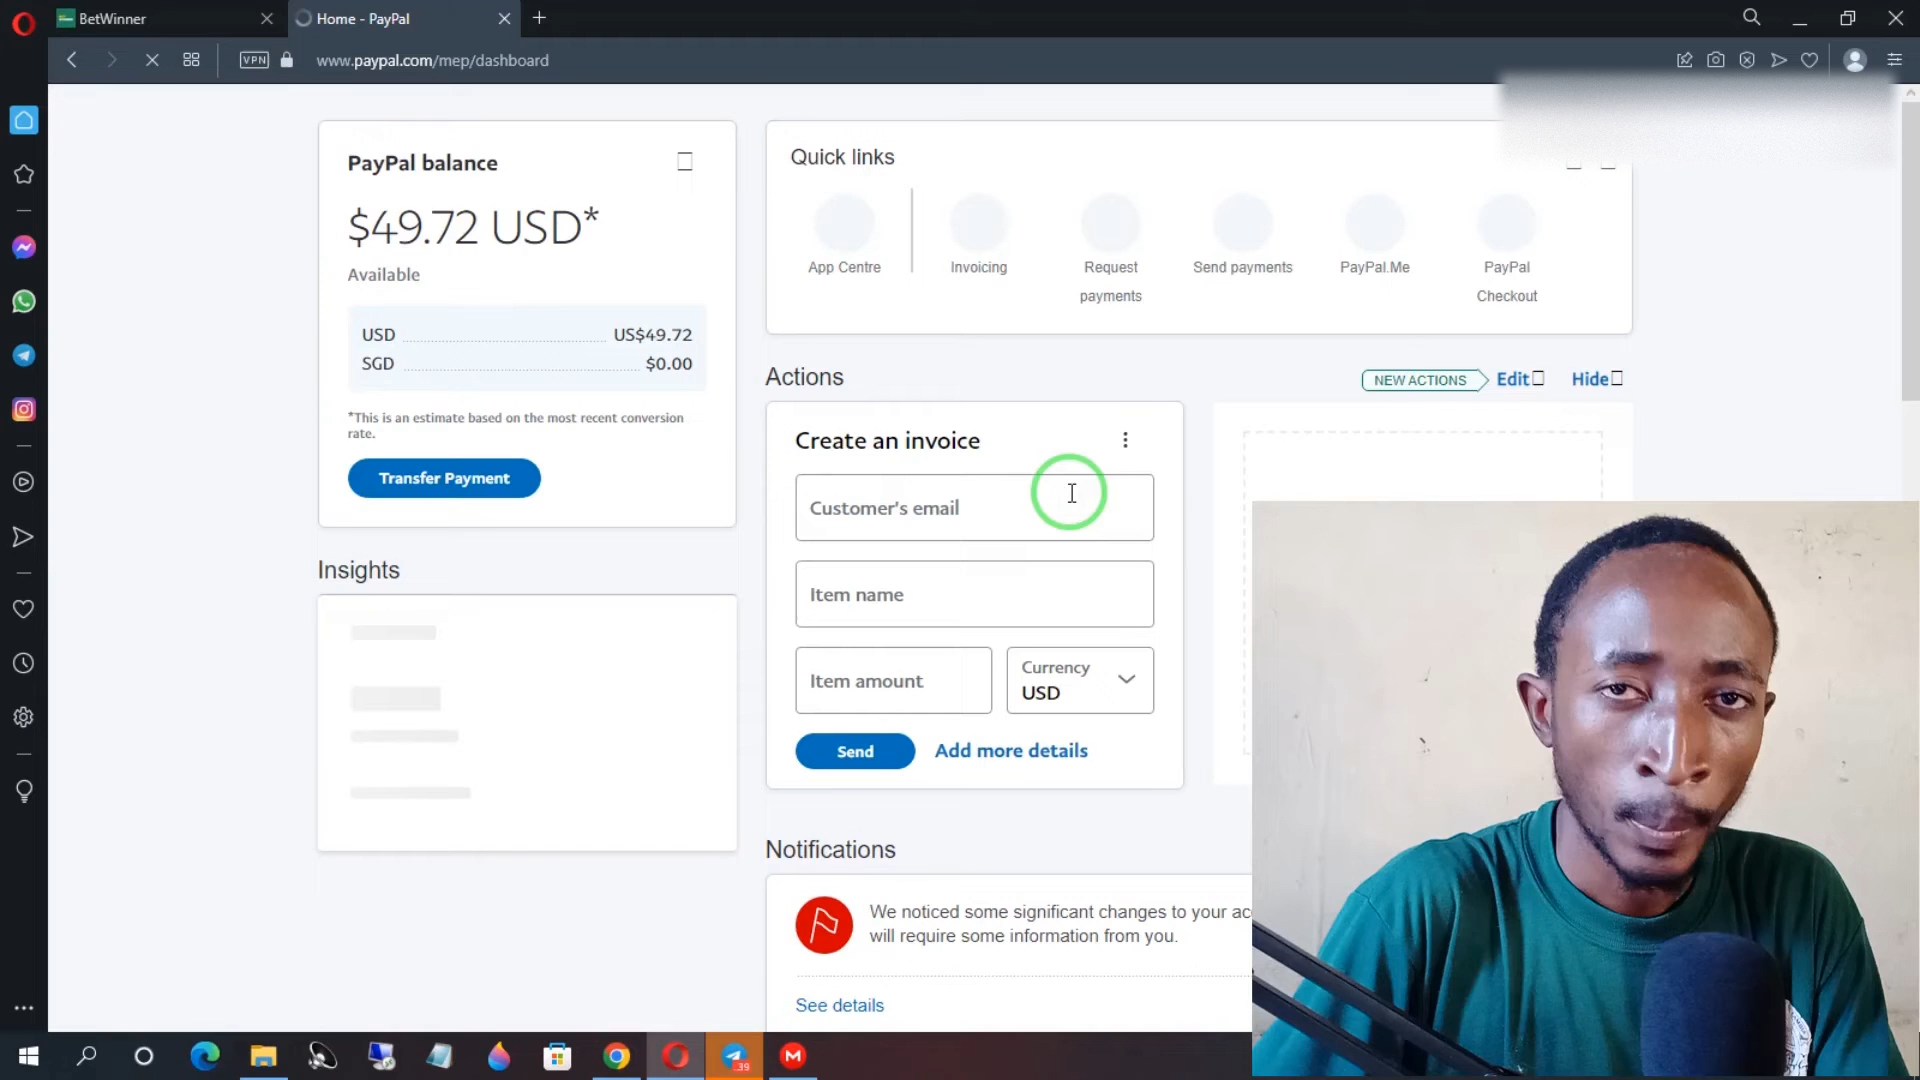 BetWinner
Home - PayPal
VPN
www.paypal.com/mep/dashboard
PayPal balance
$49.72 USD*
Available
USD US$49.72
SGD $0.00
*This is an estimate based on the most recent conversion
rate.
Transfer Payment
Insights
Quick links
App Centre
Invoicing
Request
payments
Send payments
PayPal.Me
PayPal
Checkout
Actions
NEW ACTIONS
Edit
Hide
Create an invoice
Customer's email
Item name
Item amount
Currency
USD
Send
Add more details
Notifications
We noticed some significant changes to your ac
will require some information from you.
See details
39
M